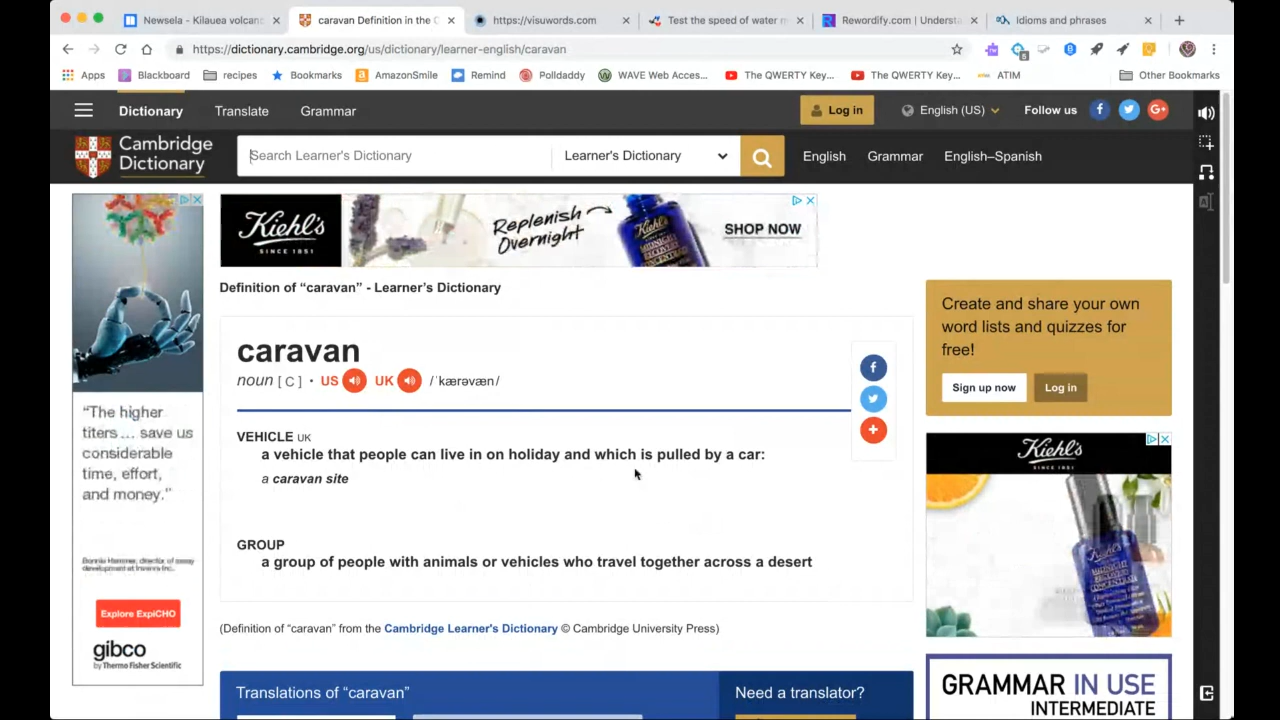 Newsela - Kilauea volcan
caravan Definition in the C
https://visuwords.com
Test the speed of water m
Rewordify.com | Underst
Idioms and phrases
https://dictionary.cambridge.org/us/dictionary/learner-english/caravan
Apps
Blackboard
recipes
Bookmarks
AmazonSmile
Remind
Polldaddy
WAVE Web Acces...
The QWERTY Key...
The QWERTY Key...
ATIM
Other Bookmarks
Dictionary
Translate
Grammar
Log in
English (US)
Follow us
Cambridge
Dictionary
Search Learner's Dictionary
Learner's Dictionary
English
Grammar
English–Spanish
Kiehl's
SINCE 1851
Replenish
Overnight
Kiehl's
MIDNIGHT
RECOVERY
CONCENTRATE
SHOP NOW
Definition of “caravan” - Learner’s Dictionary
caravan
noun [ C ] • US UK /ˈkærəvæn/
VEHICLE UK
a vehicle that people can live in on holiday and which is pulled by a car:
a caravan site
GROUP
a group of people with animals or vehicles who travel together across a desert
(Definition of “caravan” from the Cambridge Learner's Dictionary © Cambridge University Press)
Translations of “caravan”
Need a translator?
“The higher
titers ... save us
considerable
time, effort,
and money.”
Explore ExpiCHO
gibco
by Thermo Fisher Scientific
Create and share your own
word lists and quizzes for
free!
Sign up now
Log in
Kiehl's
SINCE 1851
GRAMMAR IN USE
INTERMEDIATE